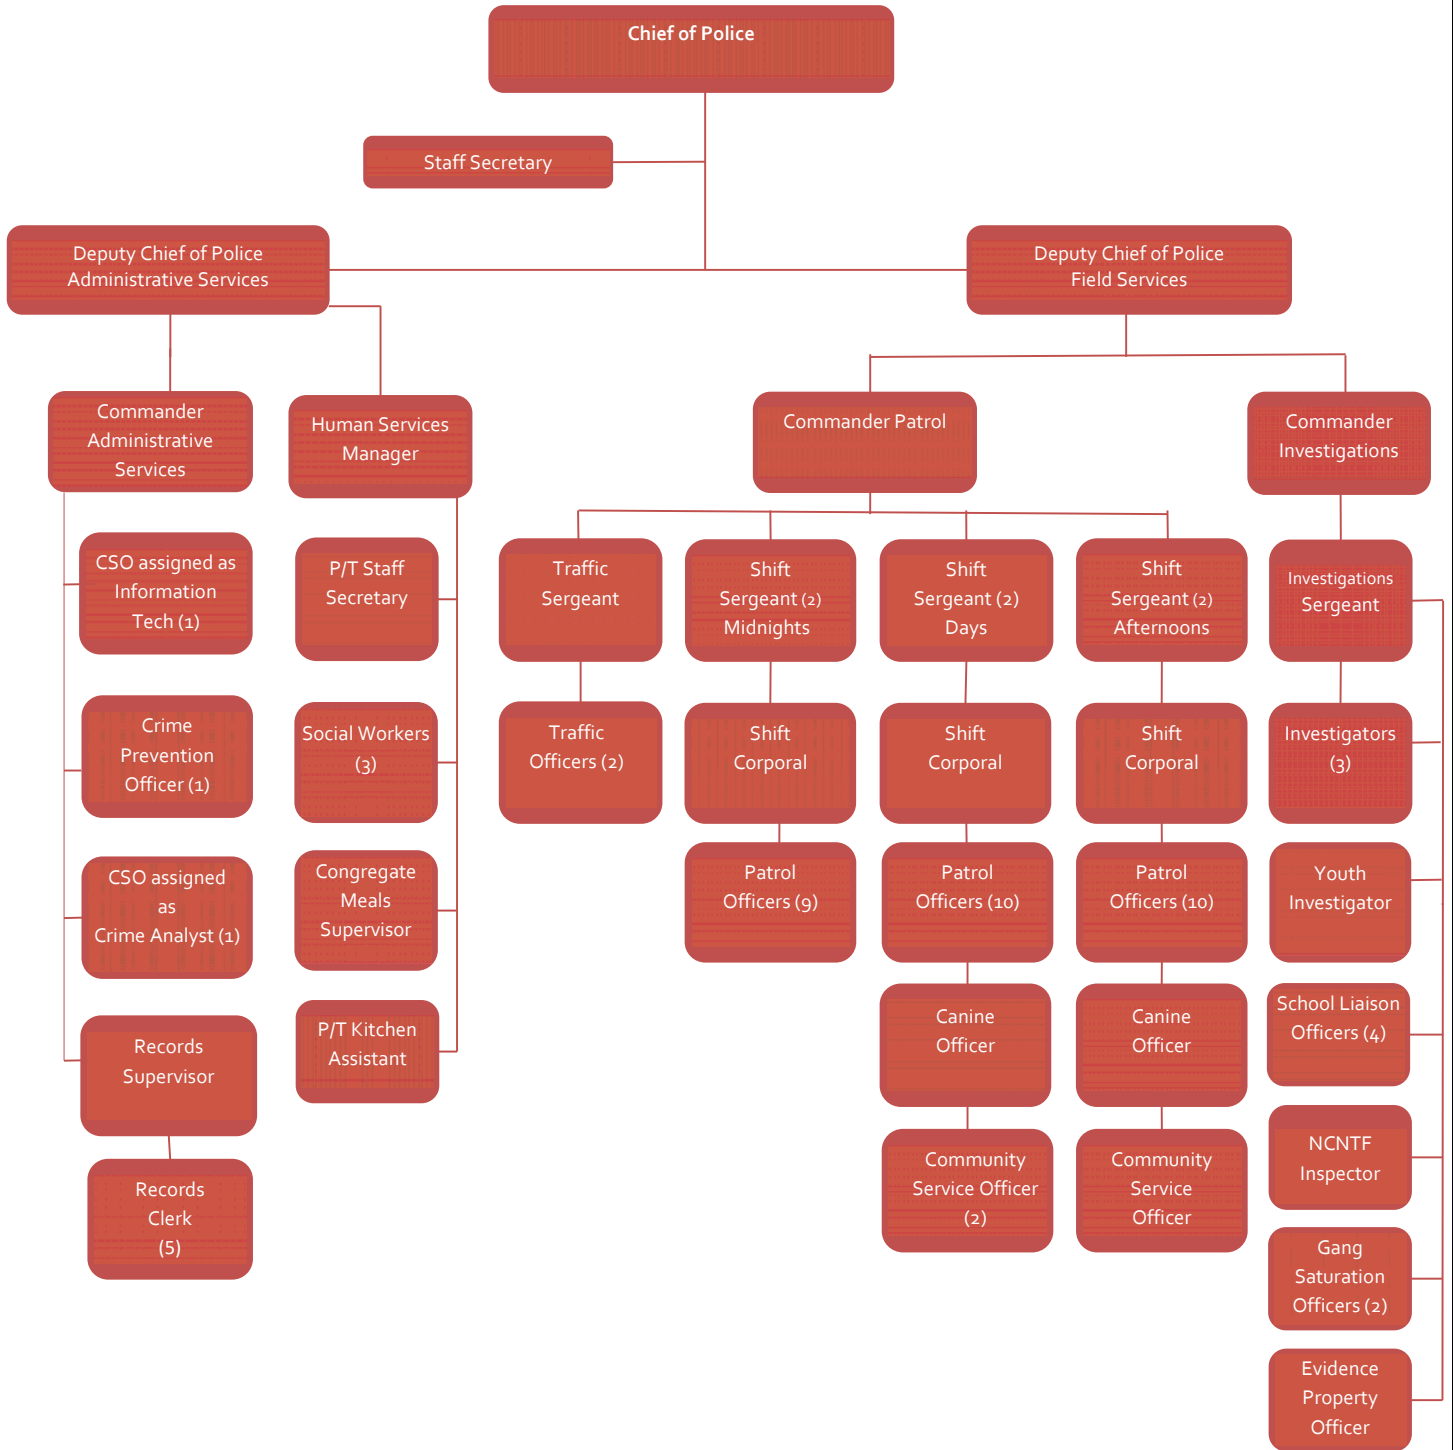 Chief of Police
Staff Secretary
Deputy Chief of Police
Administrative Services
Deputy Chief of Police
Field Services
Commander
Administrative
Services
Human Services
Manager
Commander Patrol
Commander
Investigations
CSO assigned as
Information
Tech (1)
P/T Staff
Secretary
Traffic
Sergeant
Shift
Sergeant (2)
Midnights
Shift
Sergeant (2)
Days
Shift
Sergeant (2)
Afternoons
Investigations
Sergeant
Crime
Prevention
Officer (1)
Social Workers
(3)
Traffic
Officers (2)
Shift
Corporal
Shift
Corporal
Shift
Corporal
Investigators
(3)
CSO assigned
as
Crime Analyst (1)
Congregate
Meals
Supervisor
Patrol
Officers (9)
Patrol
Officers (10)
Patrol
Officers (10)
Youth
Investigator
Records
Supervisor
P/T Kitchen
Assistant
Canine
Officer
Canine
Officer
School Liaison
Officers (4)
Records
Clerk
(5)
Community
Service Officer
(2)
Community
Service
Officer
NCNTF
Inspector
Gang
Saturation
Officers (2)
Evidence
Property
Officer